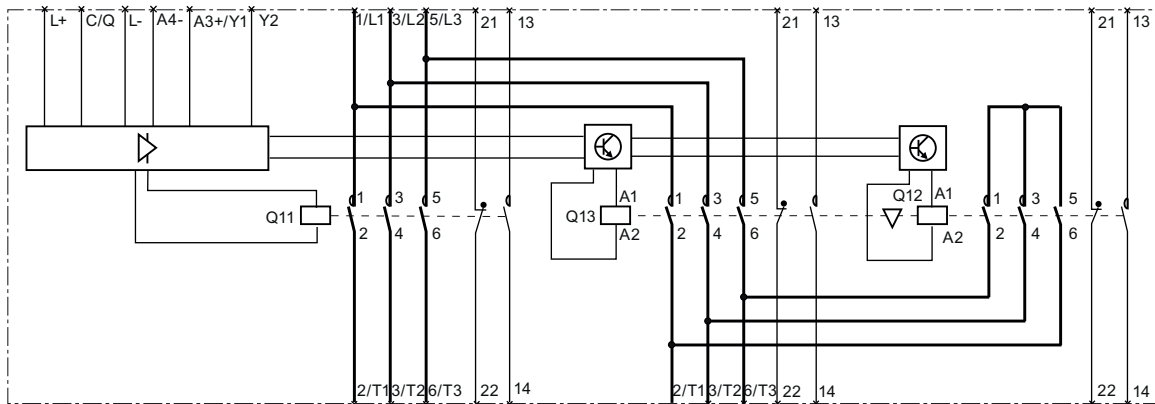 L+ C/Q L- A4- A3+/Y1 Y2 1/L1 3/L2 5/L3 21 13 21 13 21 13
Q11 1 3 5
2 4 6
Q13 A1 1 3 5
A2 2 4 6
Q12 A1 1 3 5
A2 2 4 6
2/T1 3/T2 6/T3 22 14 2/T1 3/T2 6/T3 22 14 22 14